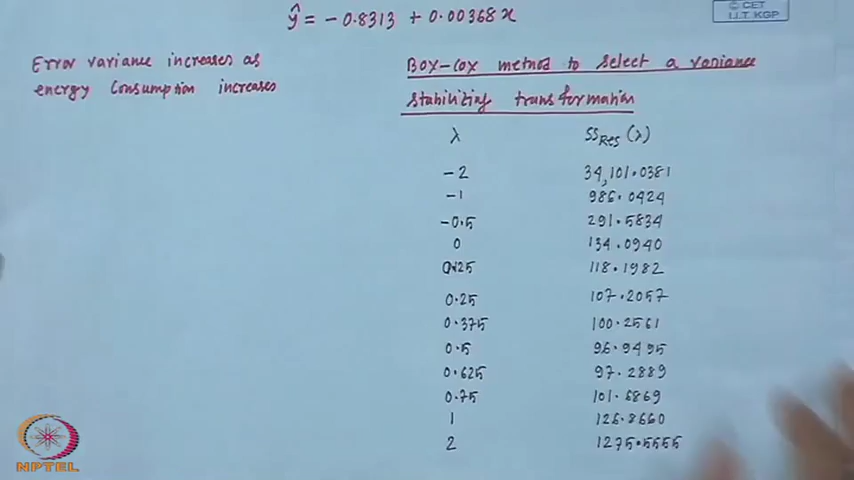 ŷ = - 0.8313 + 0.00368 x
© CET
I.I.T. KGP
Error variance increases as
energy consumption increases
Box-Cox method to select a variance
stabilizing transformation
λ SS_Res (λ)
-2 34,101.0381
-1 986.0424
-0.5 291.5834
0 134.0940
0.125 118.1982
0.25 107.2057
0.375 100.2561
0.5 96.9495
0.625 97.2889
0.75 101.6869
1 126.8660
2 1275.5555
NPTEL